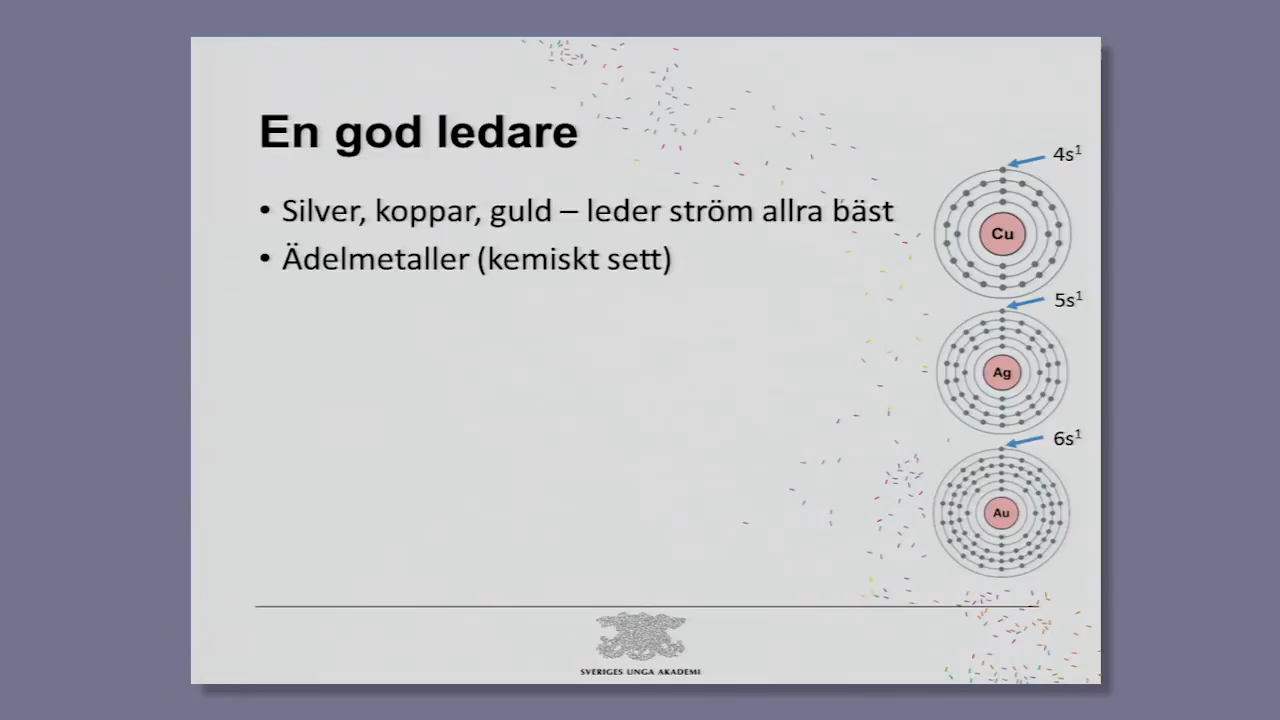 En god ledare
• Silver, koppar, guld – leder ström allra bäst
• Ädelmetaller (kemiskt sett)
4s¹
Cu
5s¹
Ag
6s¹
Au
SVERIGES UNGA AKADEMI